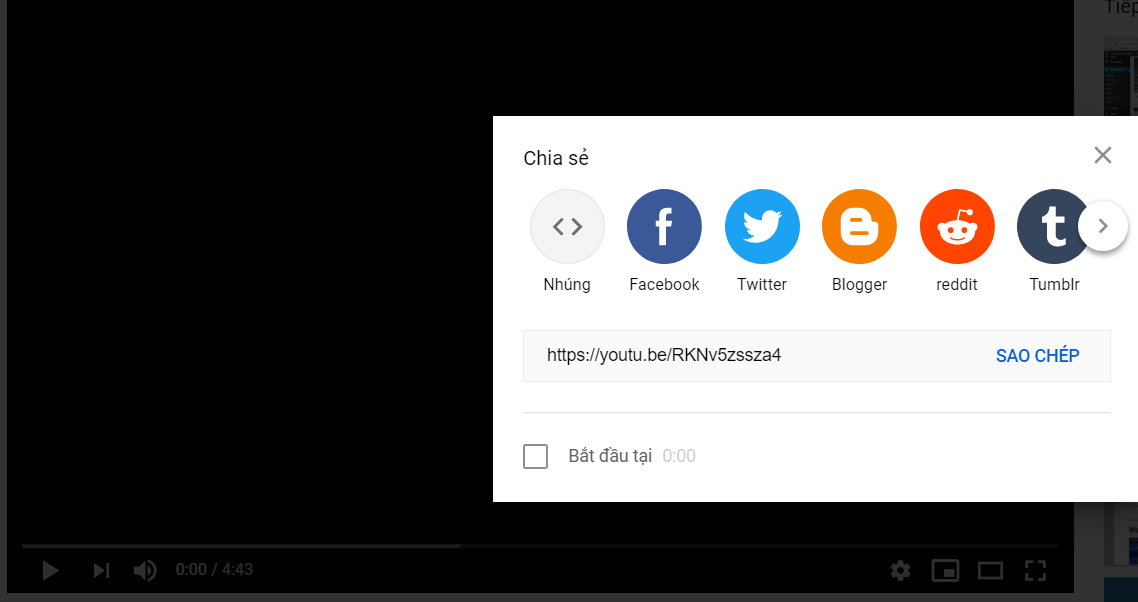 Tiếp
Chia sẻ
Nhúng
Facebook
Twitter
Blogger
reddit
Tumblr
https://youtu.be/RKNv5zssza4
SAO CHÉP
Bắt đầu tại 0:00
0:00 / 4:43